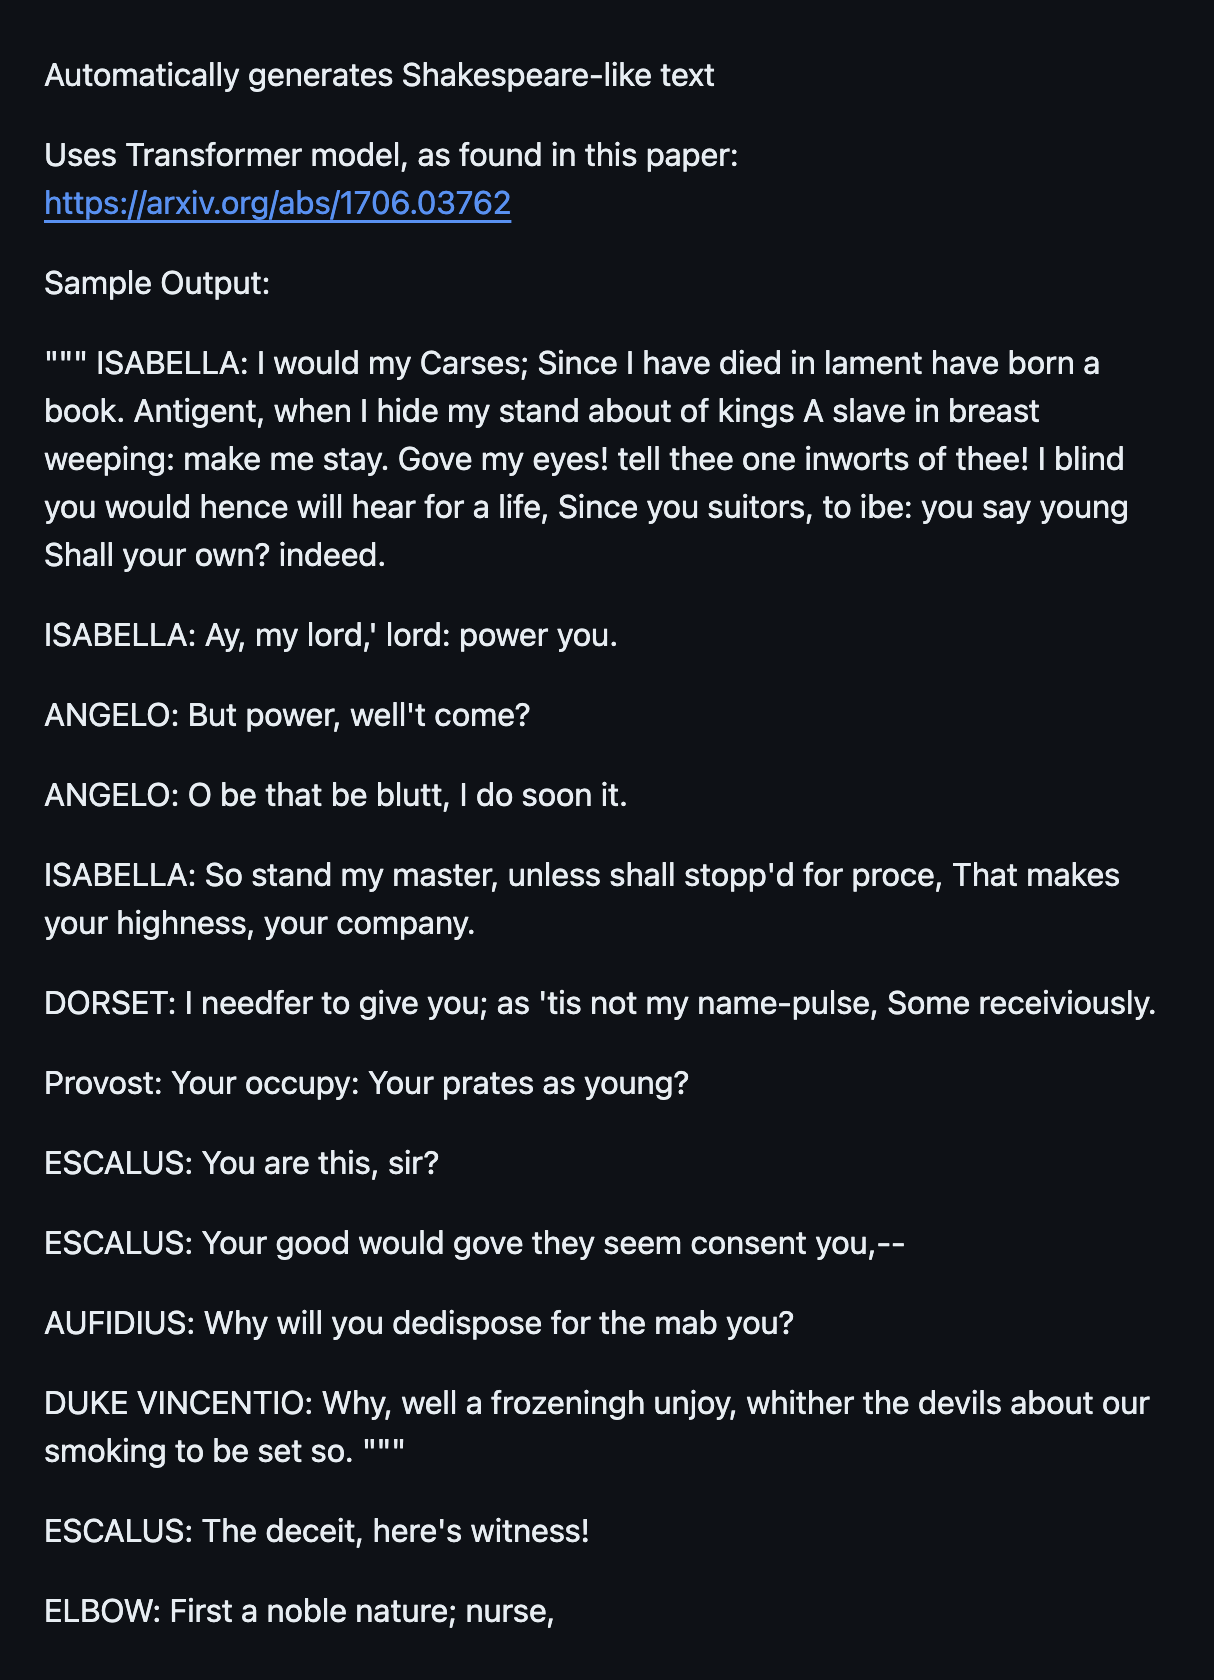 Automatically generates Shakespeare-like text
Uses Transformer model, as found in this paper:
https://arxiv.org/abs/1706.03762
Sample Output:
""" ISABELLA: I would my Carses; Since I have died in lament have born a
book. Antigent, when I hide my stand about of kings A slave in breast
weeping: make me stay. Gove my eyes! tell thee one inworts of thee! I blind
you would hence will hear for a life, Since you suitors, to ibe: you say young
Shall your own? indeed.
ISABELLA: Ay, my lord,' lord: power you.
ANGELO: But power, well't come?
ANGELO: O be that be blutt, I do soon it.
ISABELLA: So stand my master, unless shall stopp'd for proce, That makes
your highness, your company.
DORSET: I needfer to give you; as 'tis not my name-pulse, Some receiviously.
Provost: Your occupy: Your prates as young?
ESCALUS: You are this, sir?
ESCALUS: Your good would gove they seem consent you,--
AUFIDIUS: Why will you dedispose for the mab you?
DUKE VINCENTIO: Why, well a frozeningh unjoy, whither the devils about our
smoking to be set so. """
ESCALUS: The deceit, here's witness!
ELBOW: First a noble nature; nurse,